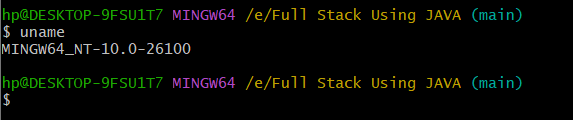 hp@DESKTOP-9FSU1T7 MINGW64 /e/Full Stack Using JAVA (main)
$ uname
MINGW64_NT-10.0-26100
hp@DESKTOP-9FSU1T7 MINGW64 /e/Full Stack Using JAVA (main)
$